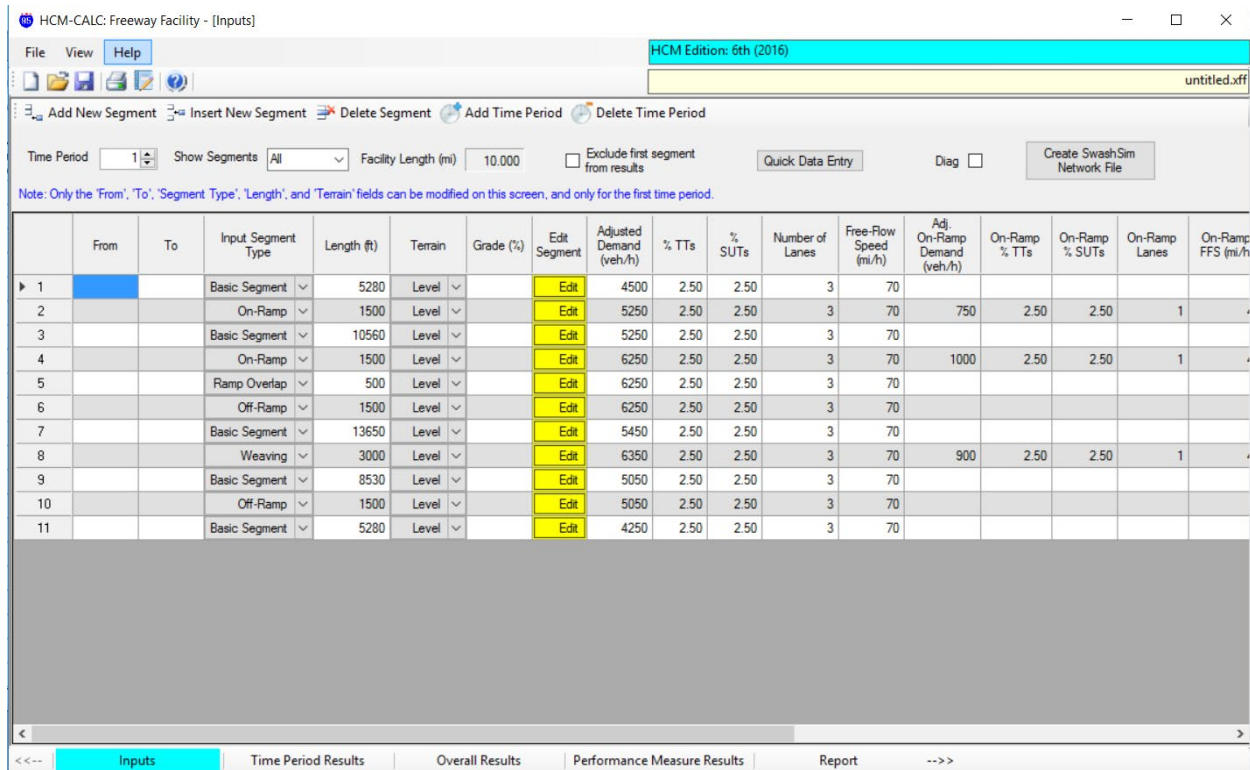 95 HCM-CALC: Freeway Facility - [Inputs]
File View Help HCM Edition: 6th (2016)
untitled.xff
Add New Segment Insert New Segment Delete Segment Add Time Period Delete Time Period
Time Period 1 Show Segments All Facility Length (mi) 10.000 Exclude first segment from results Quick Data Entry Diag Create SwashSim Network File
Note: Only the 'From', 'To', 'Segment Type', 'Length', and 'Terrain' fields can be modified on this screen, and only for the first time period.
From To Input Segment Type Length (ft) Terrain Grade (%) Edit Segment Adjusted Demand (veh/h) % TTs % SUTs Number of Lanes Free-Flow Speed (mi/h) Adj. On-Ramp Demand (veh/h) On-Ramp % TTs On-Ramp % SUTs On-Ramp Lanes On-Ramp FFS (mi/h
1 Basic Segment 5280 Level Edit 4500 2.50 2.50 3 70
2 On-Ramp 1500 Level Edit 5250 2.50 2.50 3 70 750 2.50 2.50 1
3 Basic Segment 10560 Level Edit 5250 2.50 2.50 3 70
4 On-Ramp 1500 Level Edit 6250 2.50 2.50 3 70 1000 2.50 2.50 1
5 Ramp Overlap 500 Level Edit 6250 2.50 2.50 3 70
6 Off-Ramp 1500 Level Edit 6250 2.50 2.50 3 70
7 Basic Segment 13650 Level Edit 5450 2.50 2.50 3 70
8 Weaving 3000 Level Edit 6350 2.50 2.50 3 70 900 2.50 2.50 1
9 Basic Segment 8530 Level Edit 5050 2.50 2.50 3 70
10 Off-Ramp 1500 Level Edit 5050 2.50 2.50 3 70
11 Basic Segment 5280 Level Edit 4250 2.50 2.50 3 70
<<-- Inputs Time Period Results Overall Results Performance Measure Results Report -->>